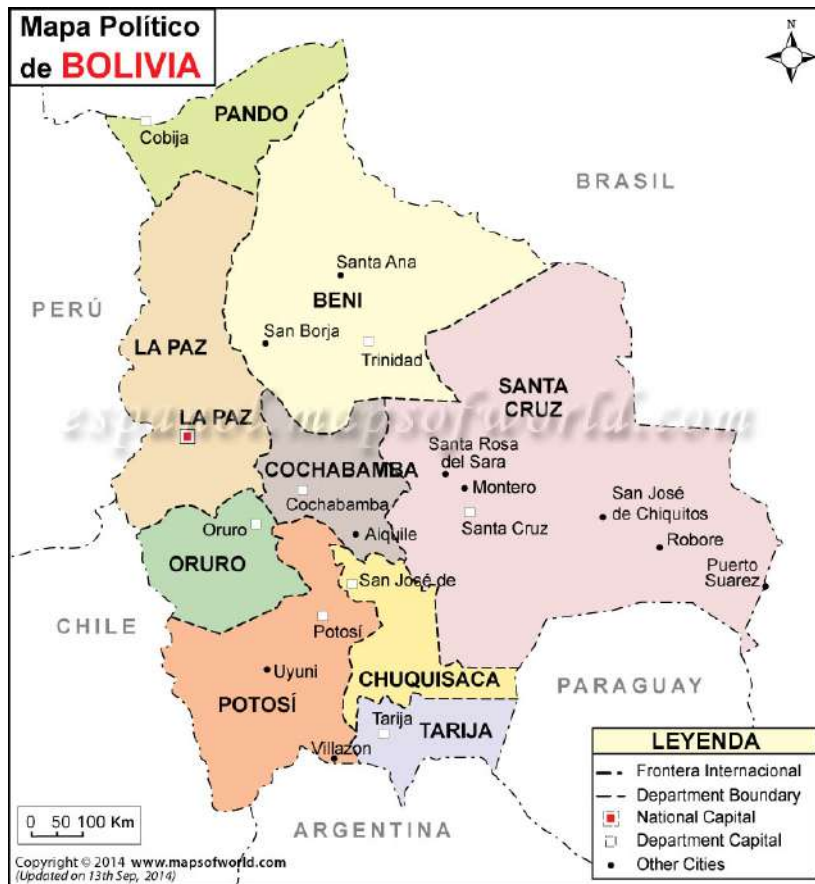 Mapa Político
de BOLIVIA
N
PANDO
Cobija
BRASIL
Santa Ana
BENI
PERÚ
San Borja
LA PAZ
Trinidad
SANTA
CRUZ
LA PAZ
español.mapsofworld.com
Santa Rosa
del Sara
COCHABAMBA
Montero
Cochabamba
San José
de Chiquitos
Santa Cruz
Oruro
Aiquile
Robore
ORURO
Puerto
Suarez
San José de
CHILE
Potosí
Uyuni
CHUQUISACA
PARAGUAY
POTOSÍ
Tarija
TARIJA
Villazon
LEYENDA
Frontera Internacional
Department Boundary
National Capital
Department Capital
Other Cities
0 50 100 Km
ARGENTINA
Copyright © 2014 www.mapsofworld.com
(Updated on 13th Sep, 2014)